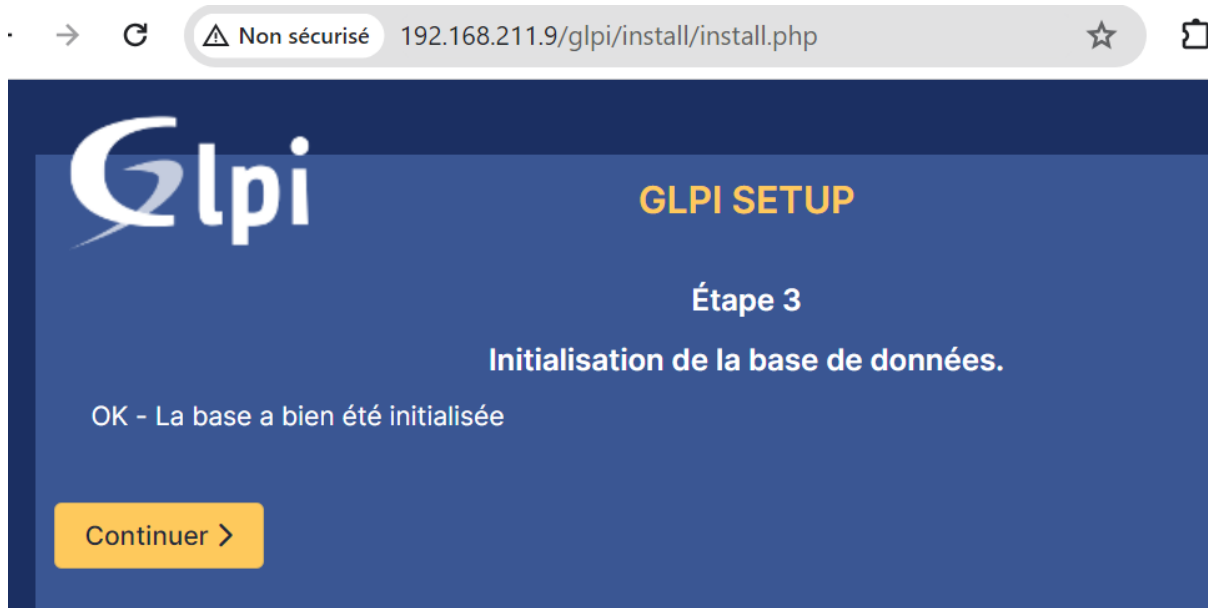 Non sécurisé 192.168.211.9/glpi/install/install.php
Glpi
GLPI SETUP
Étape 3
Initialisation de la base de données.
OK - La base a bien été initialisée
Continuer